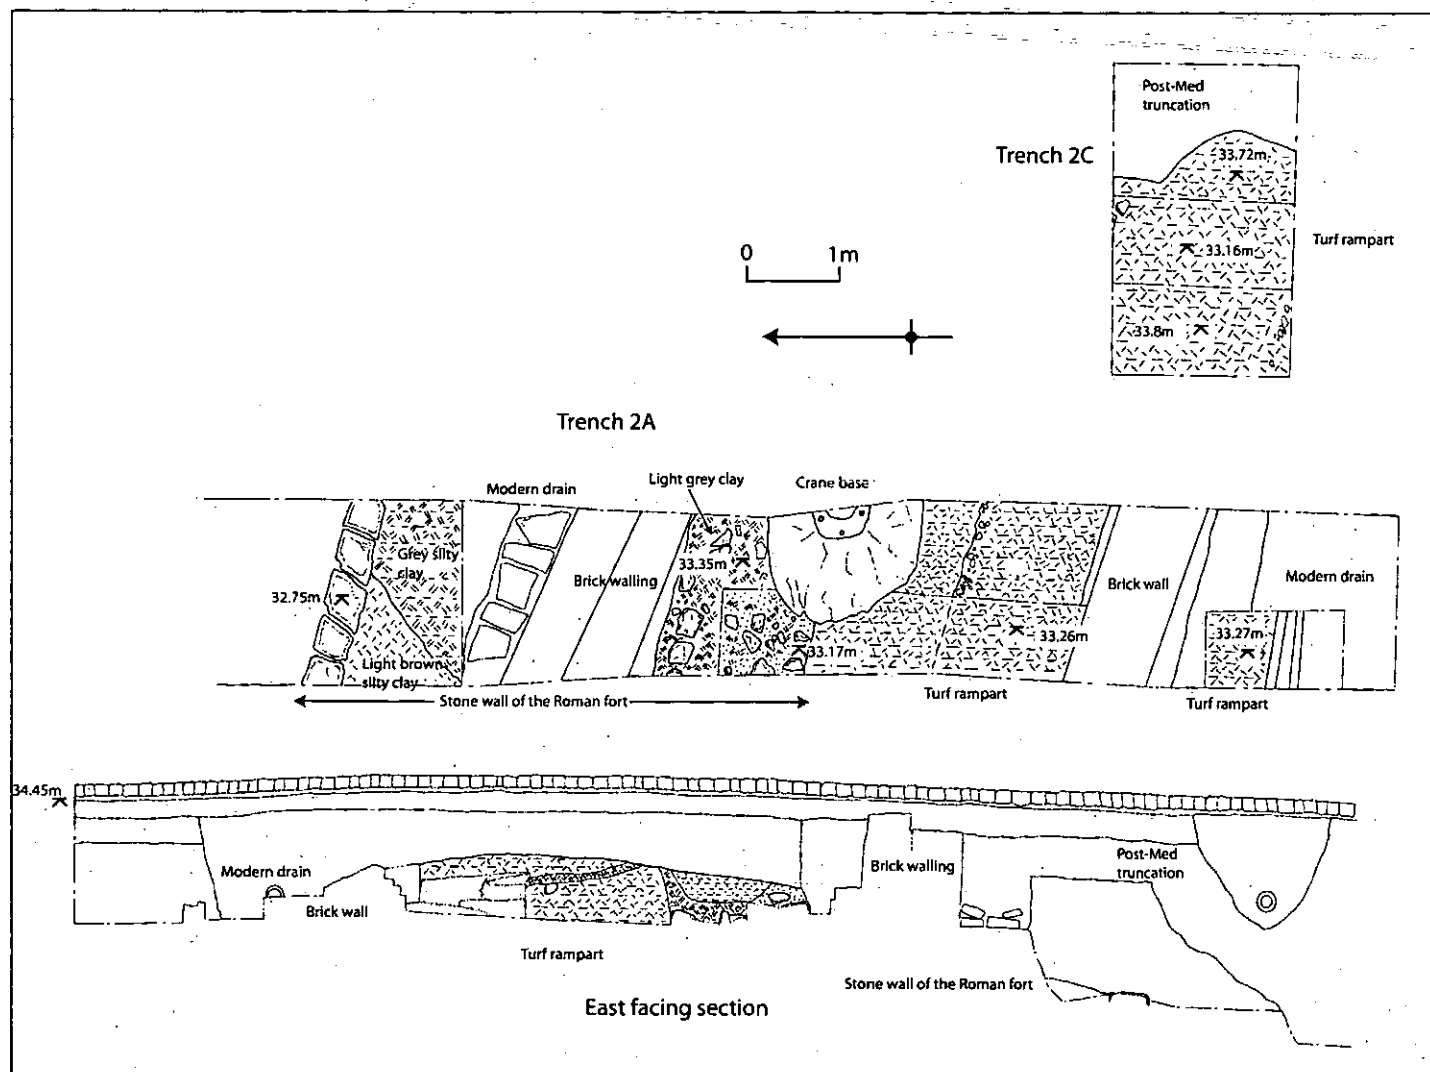 Post-Med
truncation
Trench 2C
33.72m
33.16m
Turf rampart
33.8m
0 1m
Trench 2A
Modern drain
Light grey clay
Crane base
Grey silty
clay
Brick walling
33.35m
32.75m
Brick wall
Modern drain
33.26m
33.27m
33.17m
Light brown
silty clay
Stone wall of the Roman fort
Turf rampart
Turf rampart
34.45m
Modern drain
Brick wall
Brick walling
Post-Med
truncation
Turf rampart
Stone wall of the Roman fort
East facing section